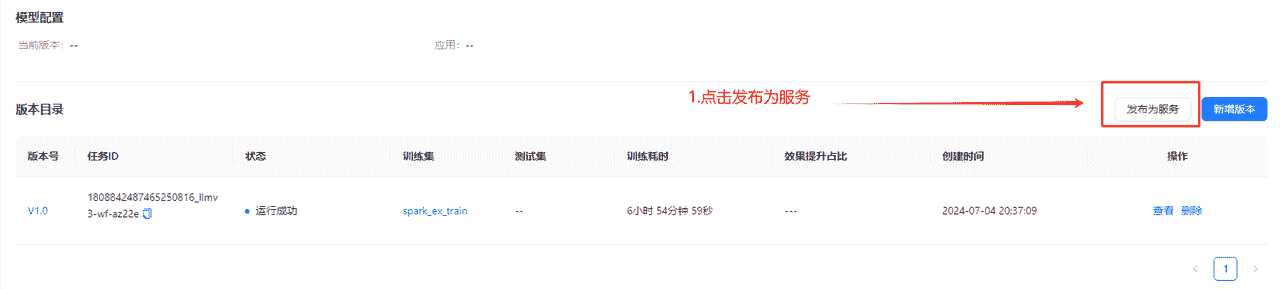 模型配置
当前版本： --
应用： --
1.点击发布为服务
版本目录
发布为服务
新增版本
版本号 任务ID 状态 训练集 测试集 训练耗时 效果提升占比 创建时间 操作
V1.0 1808842487465250816_llmv3-wf-az22e 运行成功 spark_ex_train -- 6小时 54分钟 59秒 --- 2024-07-04 20:37:09 查看 删除
1